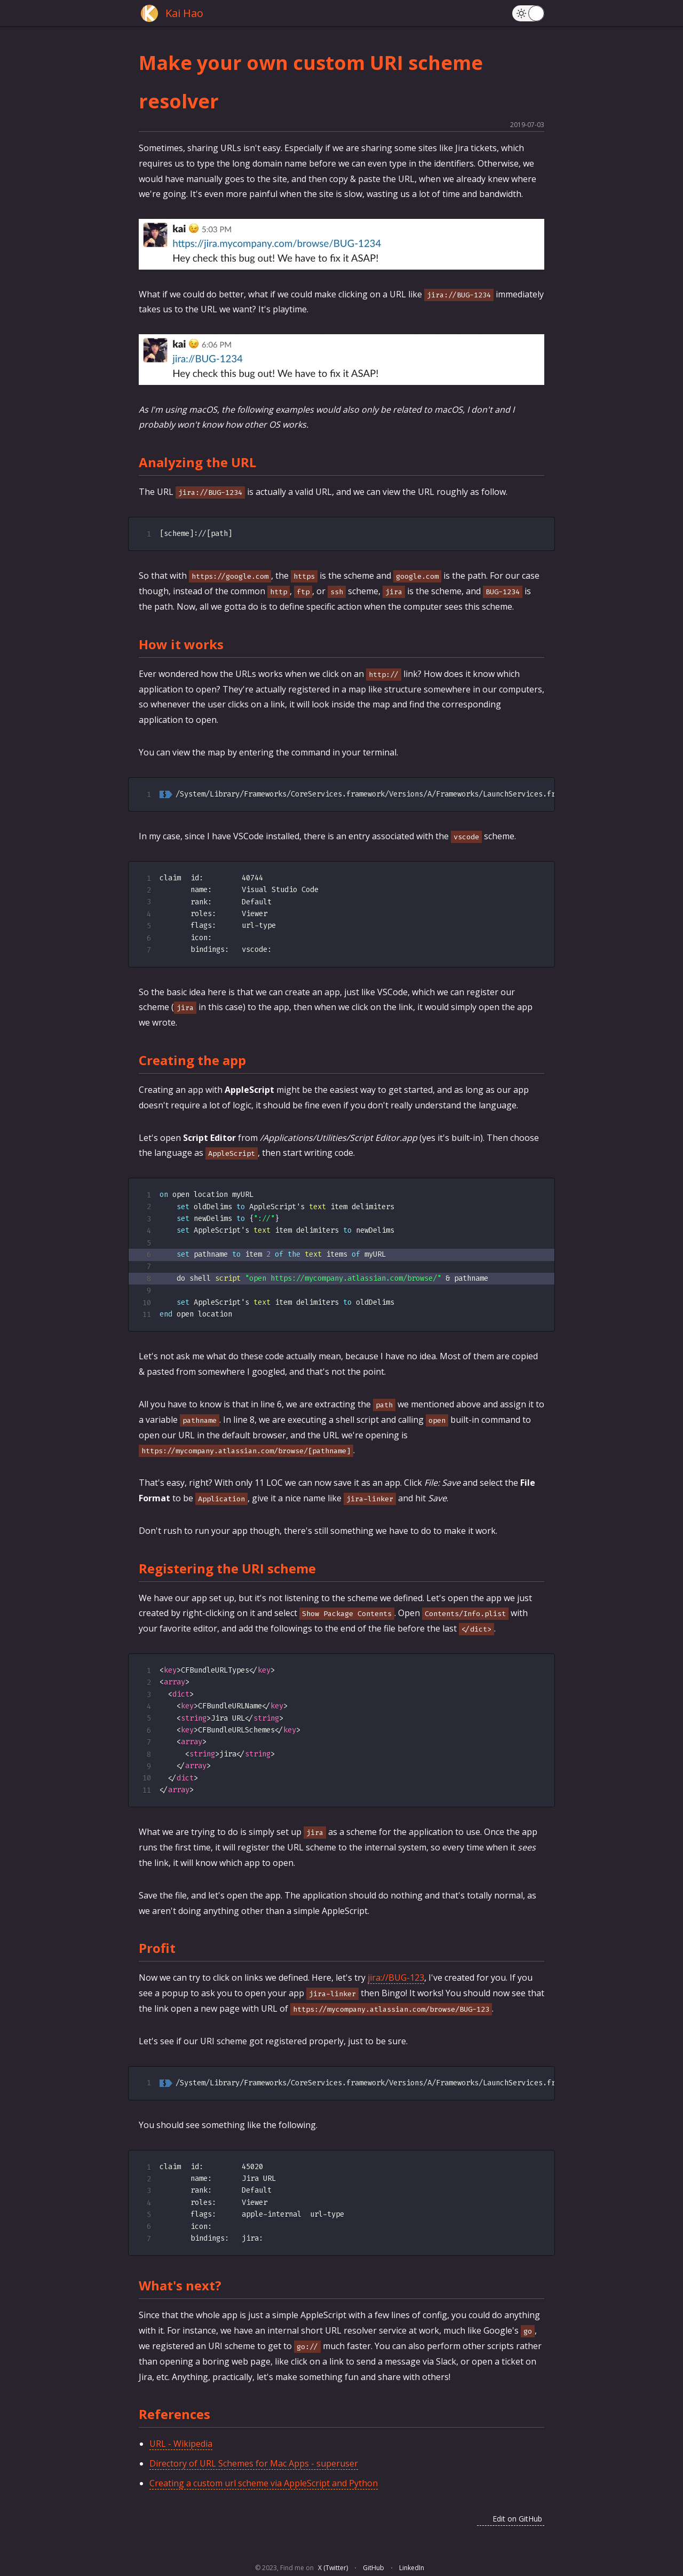 Kai Hao
Make your own custom URI scheme
resolver
2019-07-03
Sometimes, sharing URLs isn't easy. Especially if we are sharing some sites like Jira tickets, which
requires us to type the long domain name before we can even type in the identifiers. Otherwise, we
would have manually goes to the site, and then copy & paste the URL, when we already knew where
we're going. It's even more painful when the site is slow, wasting us a lot of time and bandwidth.
kai 😉 5:03 PM
https://jira.mycompany.com/browse/BUG-1234
Hey check this bug out! We have to fix it ASAP!
What if we could do better, what if we could make clicking on a URL like jira://BUG-1234 immediately
takes us to the URL we want? It's playtime.
kai 😉 6:06 PM
jira://BUG-1234
Hey check this bug out! We have to fix it ASAP!
As I'm using macOS, the following examples would also only be related to macOS, I don't and I
probably won't know how other OS works.
Analyzing the URL
The URL jira://BUG-1234 is actually a valid URL, and we can view the URL roughly as follow.
1 [scheme]://[path]
So that with https://google.com, the https is the scheme and google.com is the path. For our case
though, instead of the common http, ftp, or ssh scheme, jira is the scheme, and BUG-1234 is
the path. Now, all we gotta do is to define specific action when the computer sees this scheme.
How it works
Ever wondered how the URLs works when we click on an http:// link? How does it know which
application to open? They're actually registered in a map like structure somewhere in our computers,
so whenever the user clicks on a link, it will look inside the map and find the corresponding
application to open.
You can view the map by entering the command in your terminal.
1 $ /System/Library/Frameworks/CoreServices.framework/Versions/A/Frameworks/LaunchServices.fr
In my case, since I have VSCode installed, there is an entry associated with the vscode scheme.
1 claim id: 40744
2 name: Visual Studio Code
3 rank: Default
4 roles: Viewer
5 flags: url-type
6 icon:
7 bindings: vscode:
So the basic idea here is that we can create an app, just like VSCode, which we can register our
scheme (jira in this case) to the app, then when we click on the link, it would simply open the app
we wrote.
Creating the app
Creating an app with AppleScript might be the easiest way to get started, and as long as our app
doesn't require a lot of logic, it should be fine even if you don't really understand the language.
Let's open Script Editor from /Applications/Utilities/Script Editor.app (yes it's built-in). Then choose
the language as AppleScript, then start writing code.
1 on open location myURL
2 set oldDelims to AppleScript's text item delimiters
3 set newDelims to {"://"}
4 set AppleScript's text item delimiters to newDelims
5
6 set pathname to item 2 of the text items of myURL
7
8 do shell script "open https://mycompany.atlassian.com/browse/" & pathname
9
10 set AppleScript's text item delimiters to oldDelims
11 end open location
Let's not ask me what do these code actually mean, because I have no idea. Most of them are copied
& pasted from somewhere I googled, and that's not the point.
All you have to know is that in line 6, we are extracting the path we mentioned above and assign it to
a variable pathname. In line 8, we are executing a shell script and calling open built-in command to
open our URL in the default browser, and the URL we're opening is
https://mycompany.atlassian.com/browse/[pathname].
That's easy, right? With only 11 LOC we can now save it as an app. Click File: Save and select the File
Format to be Application, give it a nice name like jira-linker and hit Save.
Don't rush to run your app though, there's still something we have to do to make it work.
Registering the URI scheme
We have our app set up, but it's not listening to the scheme we defined. Let's open the app we just
created by right-clicking on it and select Show Package Contents. Open Contents/Info.plist with
your favorite editor, and add the followings to the end of the file before the last </dict>.
1 <key>CFBundleURLTypes</key>
2 <array>
3 <dict>
4 <key>CFBundleURLName</key>
5 <string>Jira URL</string>
6 <key>CFBundleURLSchemes</key>
7 <array>
8 <string>jira</string>
9 </array>
10 </dict>
11 </array>
What we are trying to do is simply set up jira as a scheme for the application to use. Once the app
runs the first time, it will register the URL scheme to the internal system, so every time when it sees
the link, it will know which app to open.
Save the file, and let's open the app. The application should do nothing and that's totally normal, as
we aren't doing anything other than a simple AppleScript.
Profit
Now we can try to click on links we defined. Here, let's try jira://BUG-123, I've created for you. If you
see a popup to ask you to open your app jira-linker then Bingo! It works! You should now see that
the link open a new page with URL of https://mycompany.atlassian.com/browse/BUG-123.
Let's see if our URI scheme got registered properly, just to be sure.
1 $ /System/Library/Frameworks/CoreServices.framework/Versions/A/Frameworks/LaunchServices.fr
You should see something like the following.
1 claim id: 45020
2 name: Jira URL
3 rank: Default
4 roles: Viewer
5 flags: apple-internal url-type
6 icon:
7 bindings: jira:
What's next?
Since that the whole app is just a simple AppleScript with a few lines of config, you could do anything
with it. For instance, we have an internal short URL resolver service at work, much like Google's go,
we registered an URI scheme to get to go:// much faster. You can also perform other scripts rather
than opening a boring web page, like click on a link to send a message via Slack, or open a ticket on
Jira, etc. Anything, practically, let's make something fun and share with others!
References
• URL - Wikipedia
• Directory of URL Schemes for Mac Apps - superuser
• Creating a custom url scheme via AppleScript and Python
Edit on GitHub
© 2023, Find me on X (Twitter) · GitHub · LinkedIn